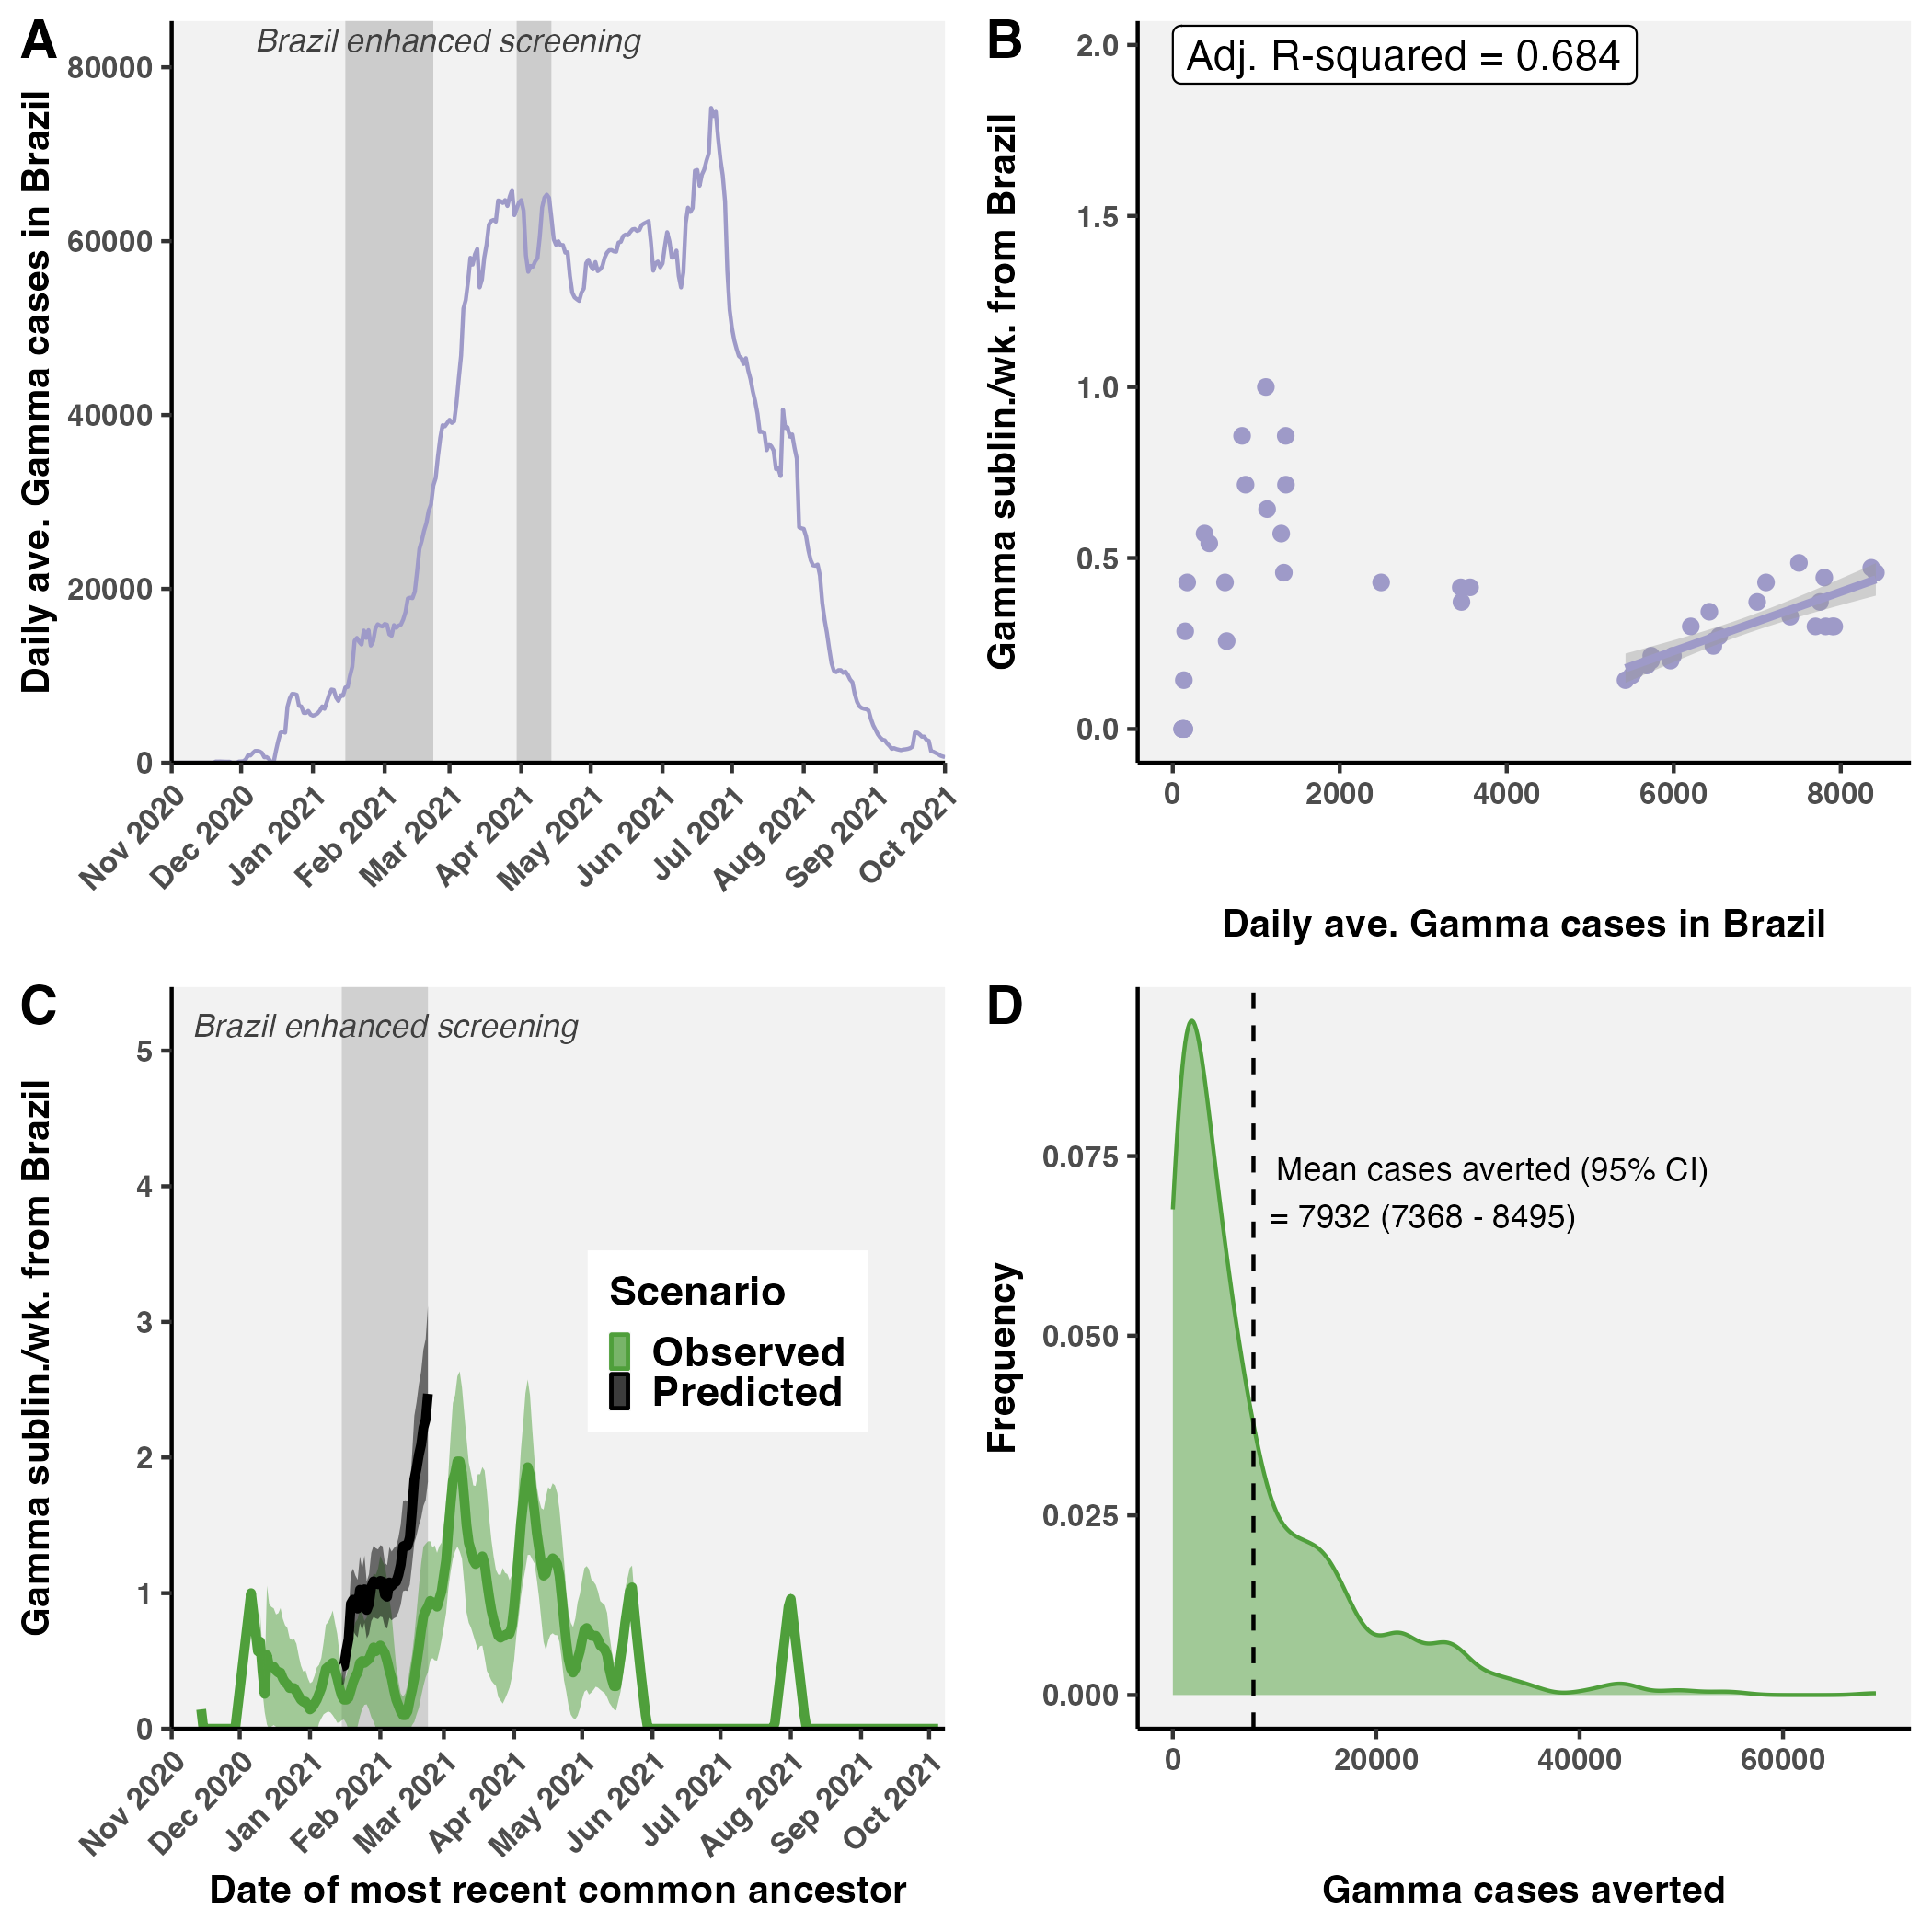 A
Brazil enhanced screening
Daily ave. Gamma cases in Brazil
80000
60000
40000
20000
0
Nov 2020
Dec 2020
Jan 2021
Feb 2021
Mar 2021
Apr 2021
May 2021
Jun 2021
Jul 2021
Aug 2021
Sep 2021
Oct 2021
B
Adj. R-squared = 0.684
Gamma sublin./wk. from Brazil
2.0
1.5
1.0
0.5
0.0
0
2000
4000
6000
8000
Daily ave. Gamma cases in Brazil
C
Brazil enhanced screening
Gamma sublin./wk. from Brazil
5
4
3
2
1
0
Scenario
Observed
Predicted
Nov 2020
Dec 2020
Jan 2021
Feb 2021
Mar 2021
Apr 2021
May 2021
Jun 2021
Jul 2021
Aug 2021
Sep 2021
Oct 2021
Date of most recent common ancestor
D
Frequency
0.075
0.050
0.025
0.000
Mean cases averted (95% CI)
= 7932 (7368 - 8495)
0
20000
40000
60000
Gamma cases averted